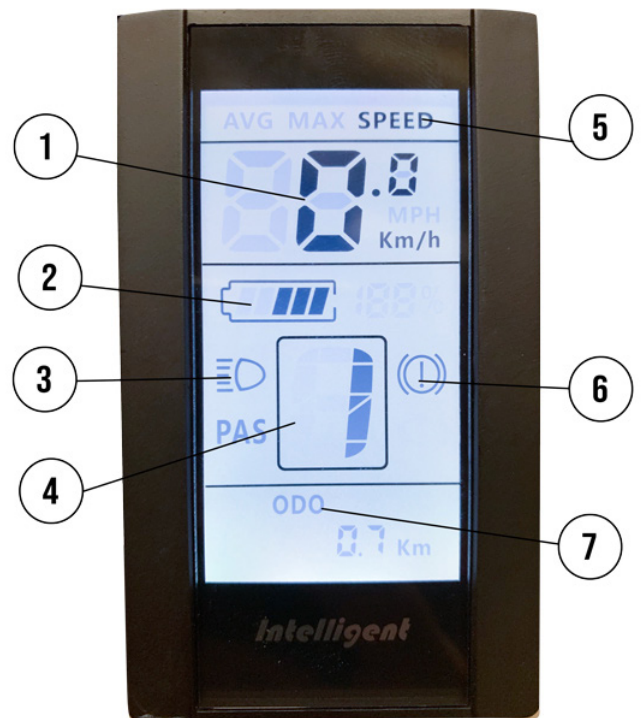 AVG MAX SPEED
5
1
0.0
MPH
Km/h
2
188%
3
6
PAS
1
4
ODO
0.7 Km
7
Intelligent